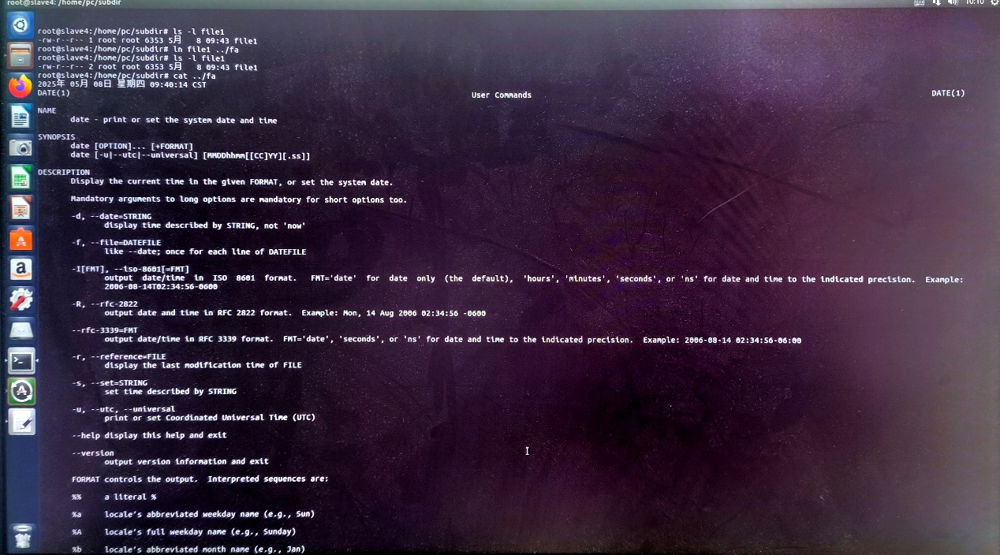 root@slave4: /home/pc/subdir
10:10
root@slave4:/home/pc/subdir# ls -l file1
-rw-r--r-- 1 root root 6353 5月   8 09:43 file1
root@slave4:/home/pc/subdir# ln file1 ../fa
root@slave4:/home/pc/subdir# ls -l file1
-rw-r--r-- 2 root root 6353 5月   8 09:43 file1
root@slave4:/home/pc/subdir# cat ../fa
2025年 05月 08日 星期四 09:40:14 CST
DATE(1) User Commands DATE(1)
NAME
date - print or set the system date and time
SYNOPSIS
date [OPTION]... [+FORMAT]
date [-u|--utc|--universal] [MMDDhhmm[[CC]YY][.ss]]
DESCRIPTION
Display the current time in the given FORMAT, or set the system date.
Mandatory arguments to long options are mandatory for short options too.
-d, --date=STRING
display time described by STRING, not 'now'
-f, --file=DATEFILE
like --date; once for each line of DATEFILE
-I[FMT], --iso-8601[=FMT]
output date/time in ISO 8601 format. FMT='date' for date only (the default), 'hours', 'minutes', 'seconds', or 'ns' for date and time to the indicated precision. Example:
2006-08-14T02:34:56-0600
-R, --rfc-2822
output date and time in RFC 2822 format. Example: Mon, 14 Aug 2006 02:34:56 -0600
--rfc-3339=FMT
output date/time in RFC 3339 format. FMT='date', 'seconds', or 'ns' for date and time to the indicated precision. Example: 2006-08-14 02:34:56-06:00
-r, --reference=FILE
display the last modification time of FILE
-s, --set=STRING
set time described by STRING
-u, --utc, --universal
print or set Coordinated Universal Time (UTC)
--help display this help and exit
--version
output version information and exit
FORMAT controls the output. Interpreted sequences are:
%% a literal %
%a locale's abbreviated weekday name (e.g., Sun)
%A locale's full weekday name (e.g., Sunday)
%b locale's abbreviated month name (e.g., Jan)